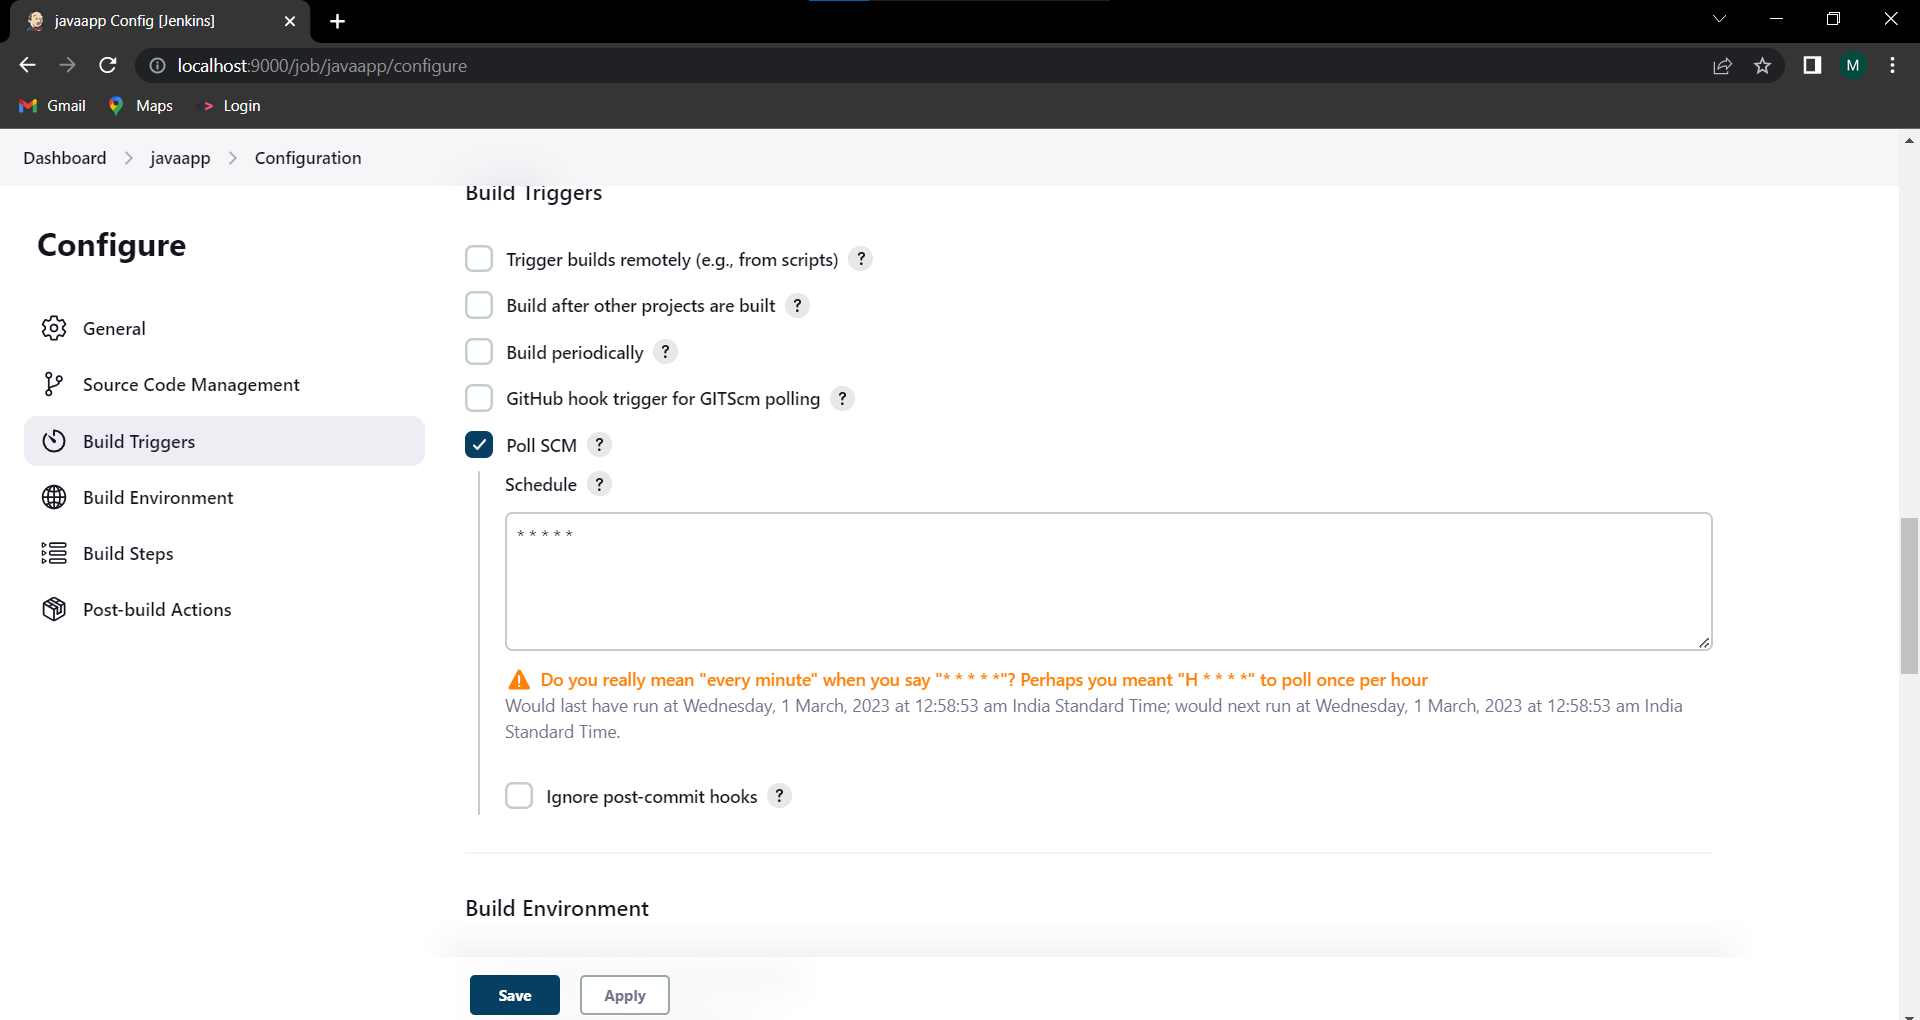 javaapp Config [Jenkins]
localhost:9000/job/javaapp/configure
M
Gmail
Maps
Login
Dashboard
javaapp
Configuration
Configure
General
Source Code Management
Build Triggers
Build Environment
Build Steps
Post-build Actions
Build Triggers
Trigger builds remotely (e.g., from scripts) ?
Build after other projects are built ?
Build periodically ?
GitHub hook trigger for GITScm polling ?
Poll SCM ?
Schedule ?
* * * * *
Do you really mean "every minute" when you say "* * * * *"? Perhaps you meant "H * * * *" to poll once per hour
Would last have run at Wednesday, 1 March, 2023 at 12:58:53 am India Standard Time; would next run at Wednesday, 1 March, 2023 at 12:58:53 am India
Standard Time.
Ignore post-commit hooks ?
Build Environment
Save
Apply